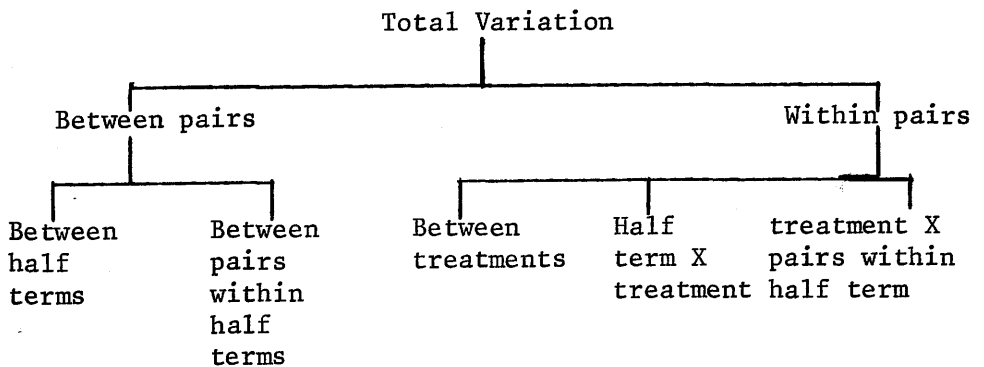 Total Variation
Between pairs
Within pairs
Between
half
terms
Between
pairs
within
half
terms
Between
treatments
Half
term X
treatment
treatment X
pairs within
half term